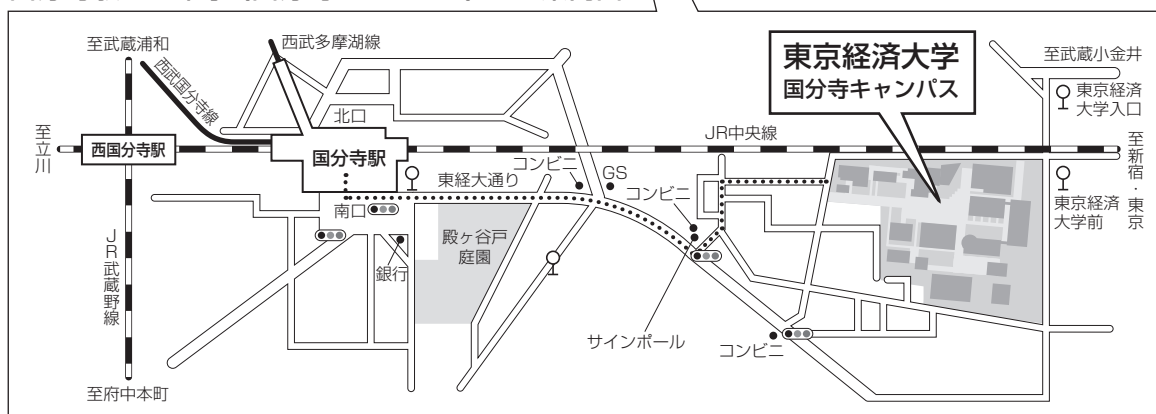 至武蔵浦和
西武多摩湖線
西武国分寺線
北口
東京経済大学
国分寺キャンパス
至武蔵小金井
東京経済
大学入口
JR中央線
至立川
西国分寺駅
国分寺駅
至新宿・東京
コンビニ
GS
東経大通り
コンビニ
東京経済
大学前
南口
JR武蔵野線
銀行
殿ヶ谷戸
庭園
サインポール
コンビニ
至府中本町